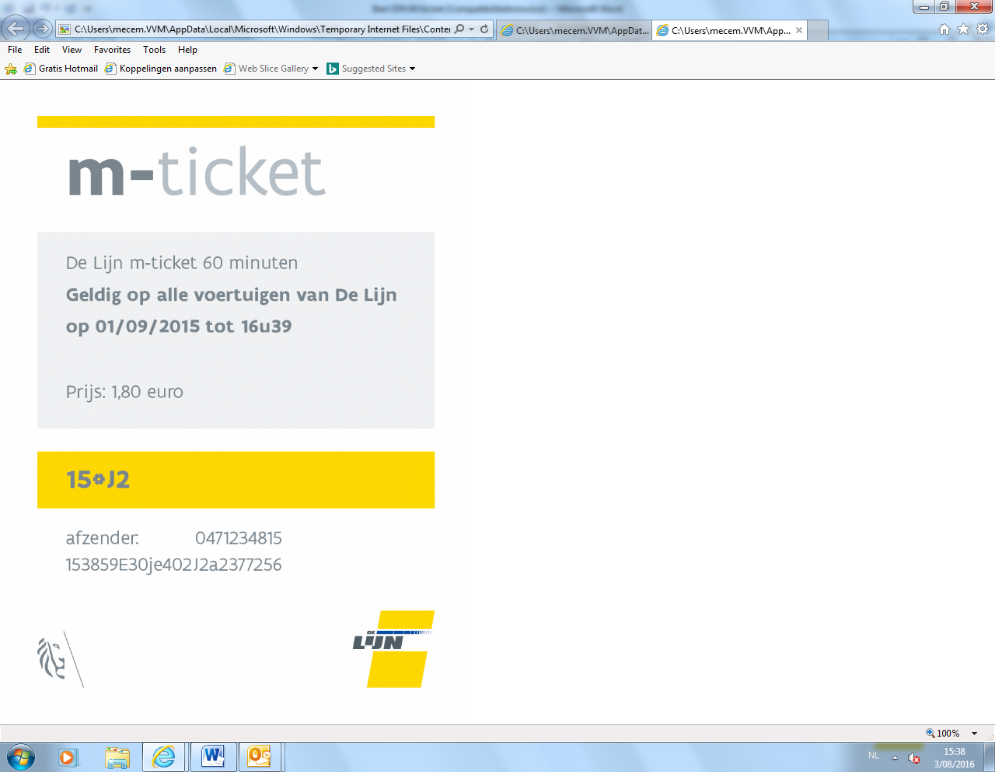 C:\Users\mecem.VVM\AppData\Local\Microsoft\Windows\Temporary Internet Files\Conter
C:\Users\mecem.VVM\AppDat...
C:\Users\mecem.VVM\App...
File Edit View Favorites Tools Help
Gratis Hotmail Koppelingen aanpassen Web Slice Gallery Suggested Sites
m-ticket
De Lijn m-ticket 60 minuten
Geldig op alle voertuigen van De Lijn
op 01/09/2015 tot 16u39
Prijs: 1,80 euro
15*J2
afzender: 0471234815
153859E30je402J2a2377256
DE LIJN
100%
NL
15:38
3/08/2016